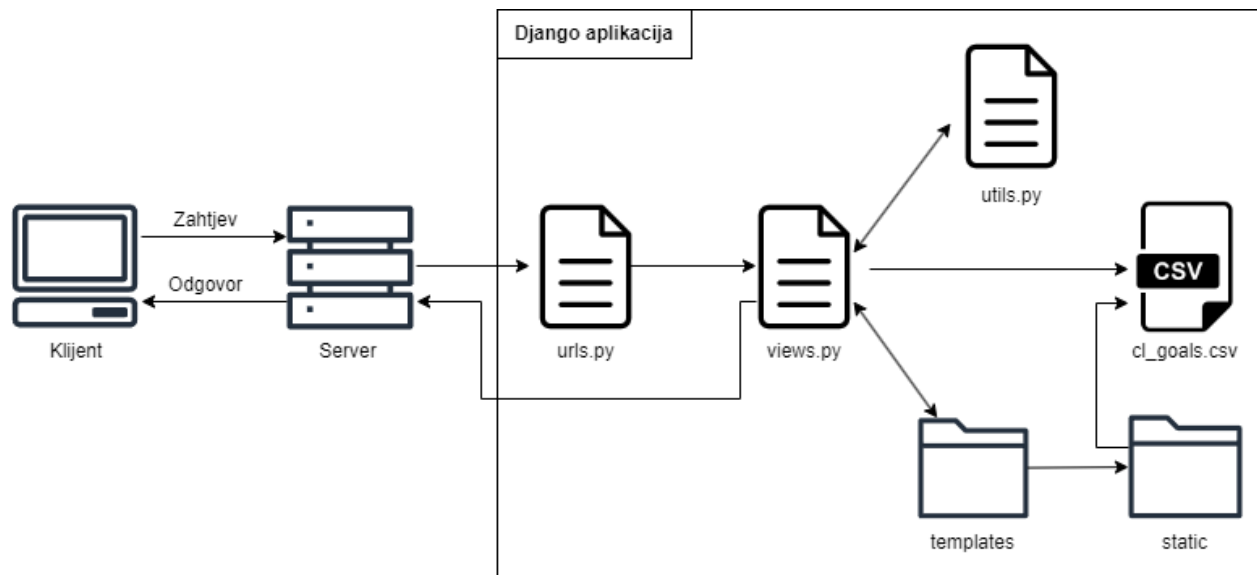 Django aplikacija
utils.py
Zahtjev
CSV
Odgovor
Klijent
Server
urls.py
views.py
cl_goals.csv
templates
static